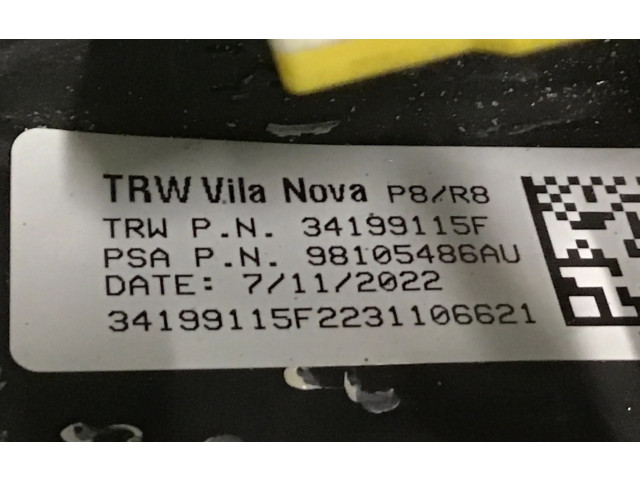 TRW Vila Nova P8/R8
TRW P.N. 34199115F
PSA P.N. 98105486AU
DATE: 7/11/2022
34199115F2231106621